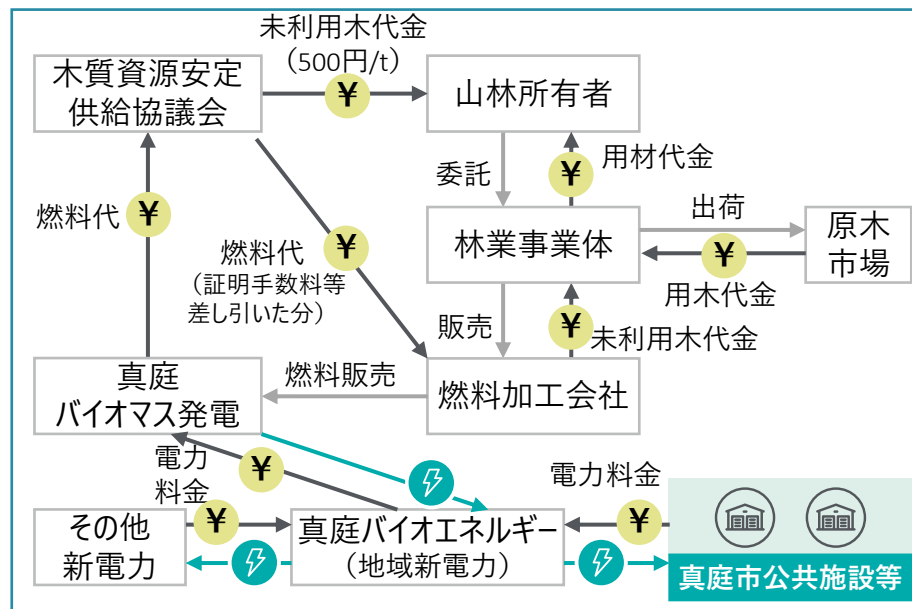 未利用木代金
（500円/t）
木質資源安定
供給協議会
¥
山林所有者
燃料代
¥
¥
燃料代
（証明手数料等
差し引いた分）
委託
¥
用材代金
林業事業体
出荷
¥
用木代金
原木
市場
販売
¥
未利用木代金
真庭
バイオマス発電
燃料販売
燃料加工会社
電力
料金
¥
¥
電力料金
¥
その他
新電力
真庭バイオエネルギー
（地域新電力）
真庭市公共施設等